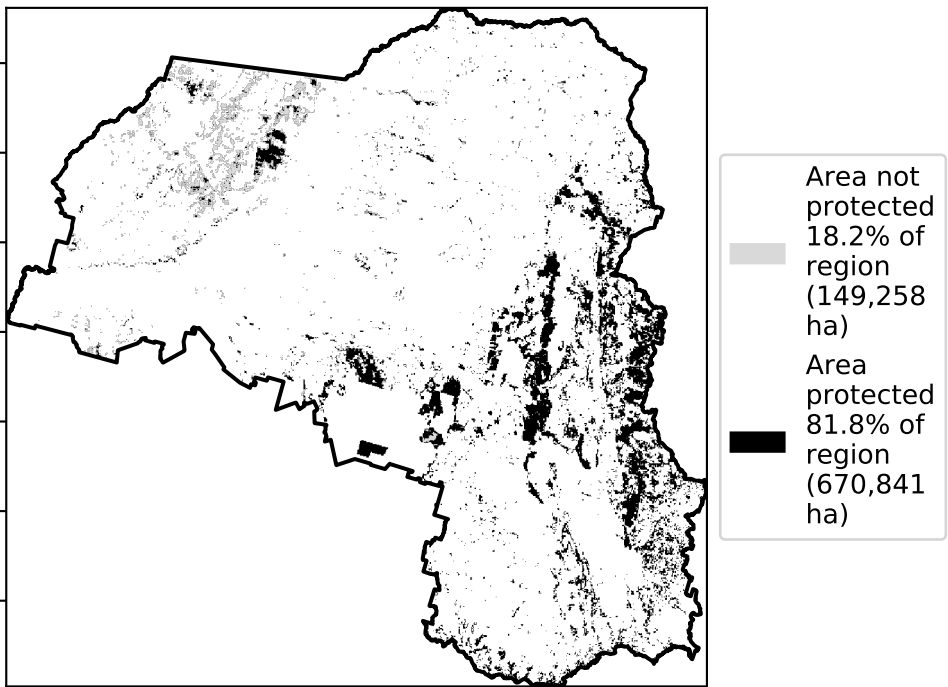 Area not
protected
18.2% of
region
(149,258
ha)
Area
protected
81.8% of
region
(670,841
ha)